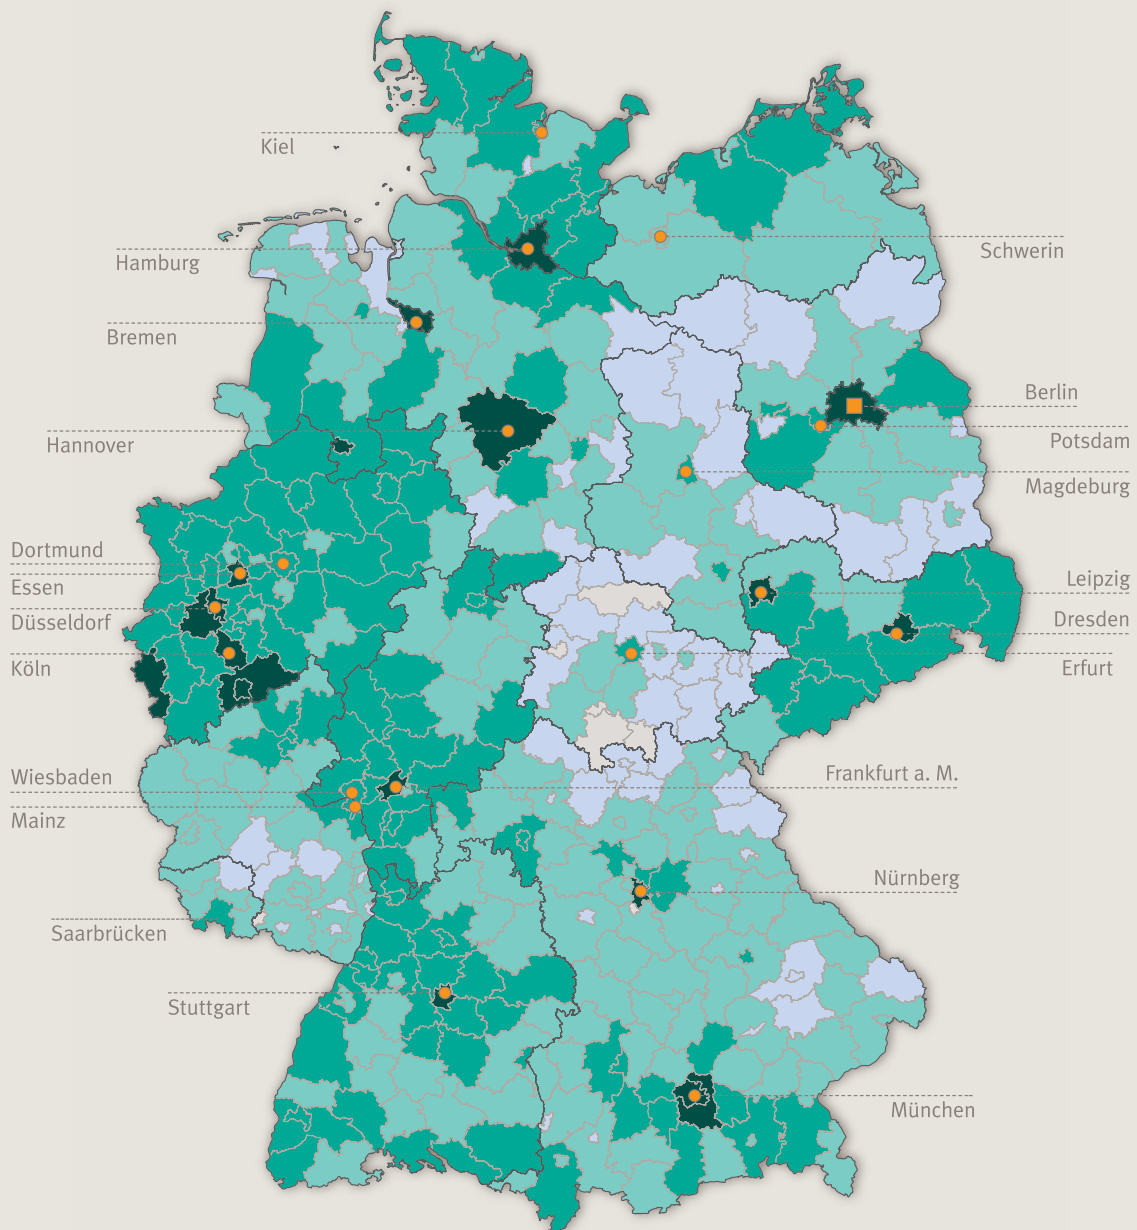 Kiel
Schwerin
Hamburg
Bremen
Berlin
Hannover
Potsdam
Magdeburg
Dortmund
Essen
Leipzig
Düsseldorf
Dresden
Köln
Erfurt
Wiesbaden
Frankfurt a. M.
Mainz
Nürnberg
Saarbrücken
Stuttgart
München